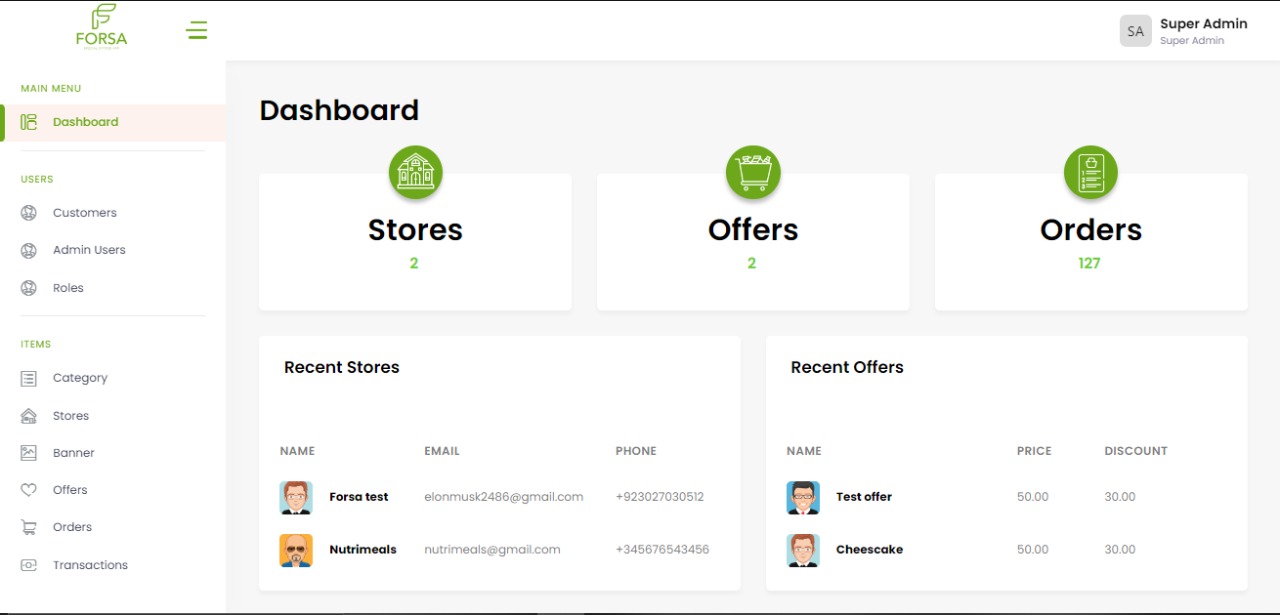 FORSA
SA
Super Admin
Super Admin
MAIN MENU
Dashboard
USERS
Customers
Admin Users
Roles
ITEMS
Category
Stores
Banner
Offers
Orders
Transactions
Dashboard
Stores
2
Offers
2
Orders
127
Recent Stores
NAME EMAIL PHONE
Forsa test elonmusk2486@gmail.com +923027030512
Nutrimeals nutrimeals@gmail.com +345676543456
Recent Offers
NAME PRICE DISCOUNT
Test offer 50.00 30.00
Cheescake 50.00 30.00